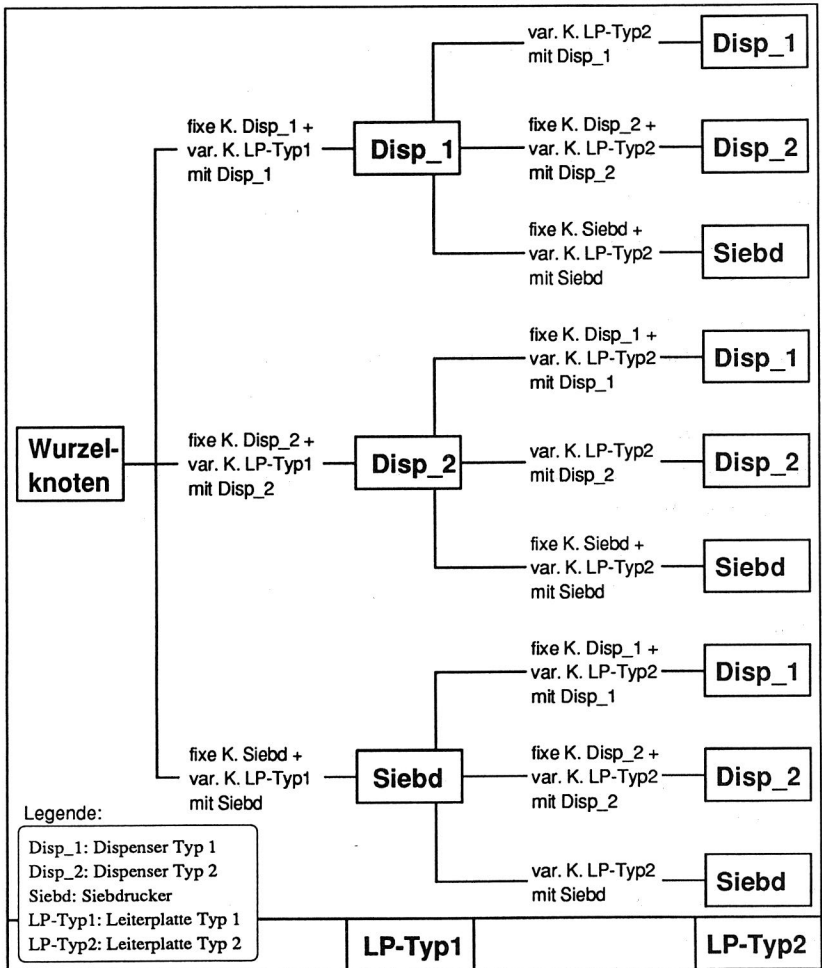 var. K. LP-Typ2
mit Disp_1
Disp_1
fixe K. Disp_1 +
var. K. LP-Typ1
mit Disp_1
Disp_1
fixe K. Disp_2 +
var. K. LP-Typ2
mit Disp_2
Disp_2
fixe K. Siebd +
var. K. LP-Typ2
mit Siebd
Siebd
fixe K. Disp_1 +
var. K. LP-Typ2
mit Disp_1
Disp_1
Wurzel-
knoten
fixe K. Disp_2 +
var. K. LP-Typ1
mit Disp_2
Disp_2
var. K. LP-Typ2
mit Disp_2
Disp_2
fixe K. Siebd +
var. K. LP-Typ2
mit Siebd
Siebd
fixe K. Disp_1 +
var. K. LP-Typ2
mit Disp_1
Disp_1
fixe K. Siebd +
var. K. LP-Typ1
mit Siebd
Siebd
fixe K. Disp_2 +
var. K. LP-Typ2
mit Disp_2
Disp_2
var. K. LP-Typ2
mit Siebd
Siebd
Legende:
Disp_1: Dispenser Typ 1
Disp_2: Dispenser Typ 2
Siebd: Siebdrucker
LP-Typ1: Leiterplatte Typ 1
LP-Typ2: Leiterplatte Typ 2
LP-Typ1
LP-Typ2